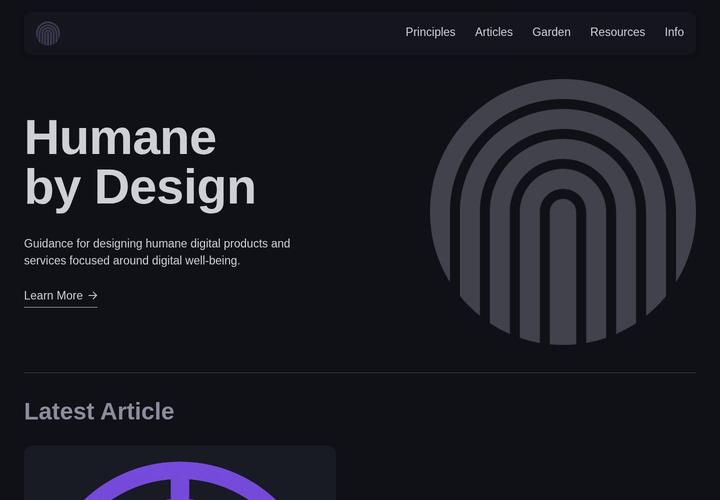 Principles Articles Garden Resources Info
Humane
by Design
Guidance for designing humane digital products and
services focused around digital well-being.
Learn More →
Latest Article